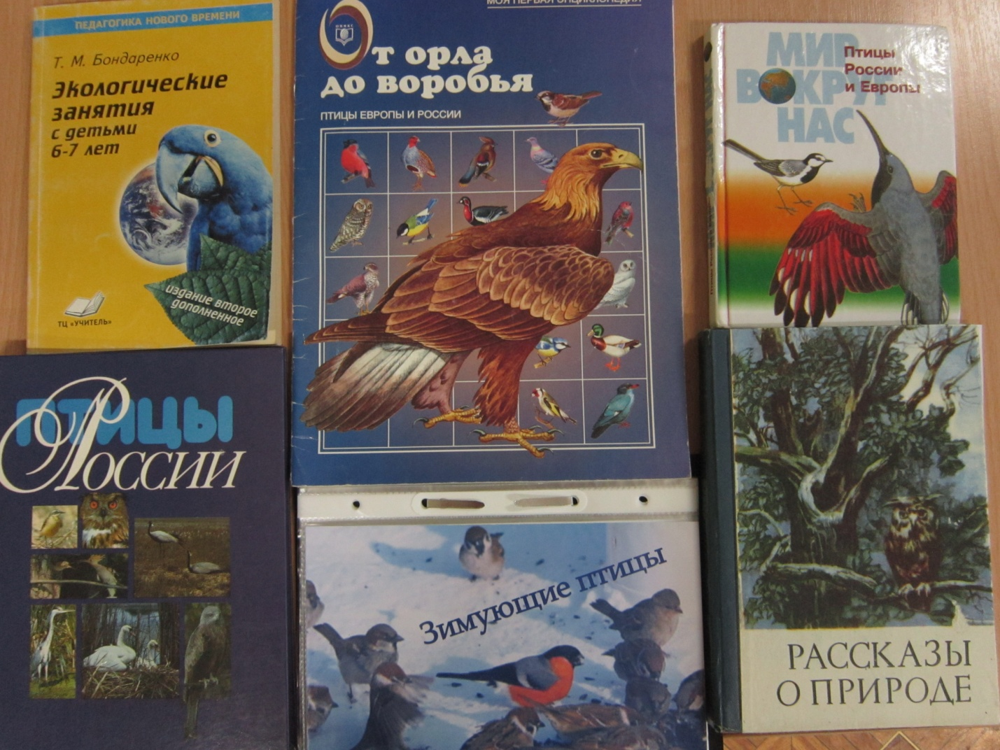 ПЕДАГОГИКА НОВОГО ВРЕМЕНИ
Т. М. Бондаренко
Экологические
занятия
с детьми
6-7 лет
издание второе
дополненное
ТЦ «УЧИТЕЛЬ»
МОЯ ПЕРВАЯ ЭНЦИКЛОПЕДИЯ
ОНИКС
От орла
до воробья
ПТИЦЫ ЕВРОПЫ И РОССИИ
МИР
ВОКРУГ
НАС
Птицы
России
и Европы
ПТИЦЫ
РОССИИ
Зимующие птицы
РАССКАЗЫ
О ПРИРОДЕ